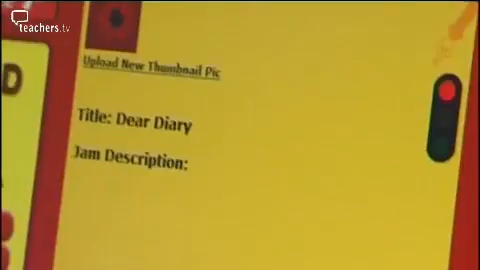 teachers.tv
D
Upload New Thumbnail Pic
Title: Dear Diary
Jam Description: